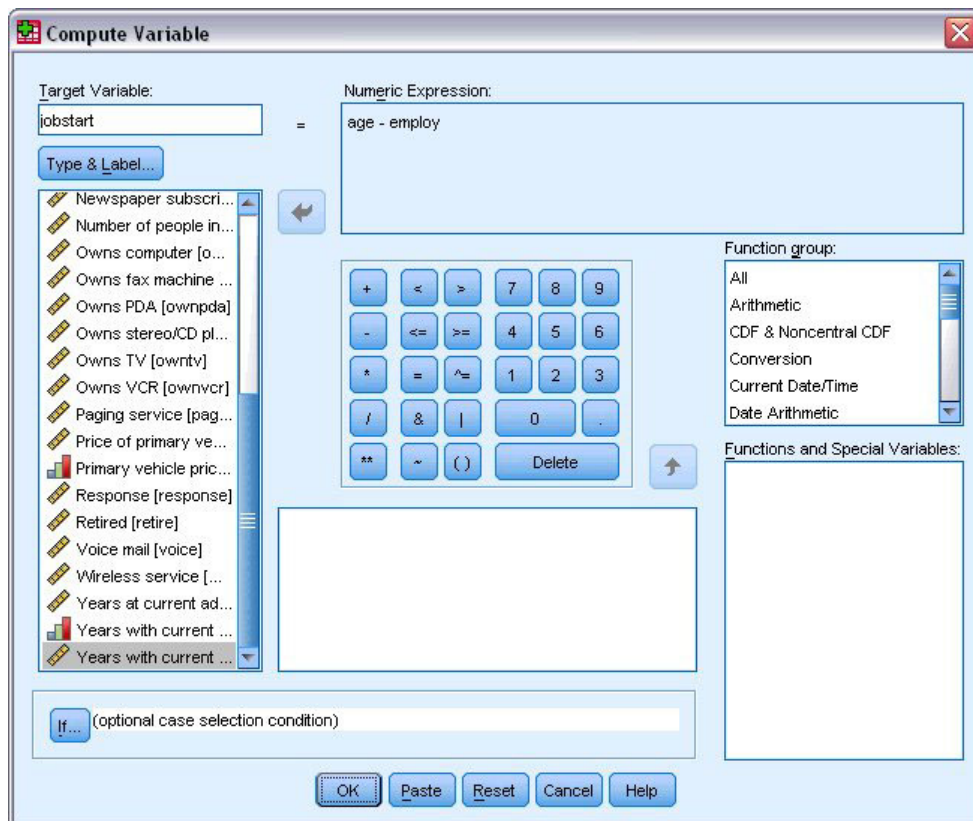 Compute Variable
Target Variable:
jobstart
=
Numeric Expression:
age - employ
Type & Label...
Newspaper subscri...
Number of people in...
Owns computer [o...
Owns fax machine ...
Owns PDA [ownpda]
Owns stereo/CD pl...
Owns TV [owntv]
Owns VCR [ownvcr]
Paging service [pag...
Price of primary ve...
Primary vehicle pric...
Response [response]
Retired [retire]
Voice mail [voice]
Wireless service [...
Years at current ad...
Years with current ...
Years with current ...
+ < > 7 8 9
- <= >= 4 5 6
* = ^= 1 2 3
/ & | 0 .
** ~ ( ) Delete
Function group:
All
Arithmetic
CDF & Noncentral CDF
Conversion
Current Date/Time
Date Arithmetic
Functions and Special Variables:
If... (optional case selection condition)
OK Paste Reset Cancel Help